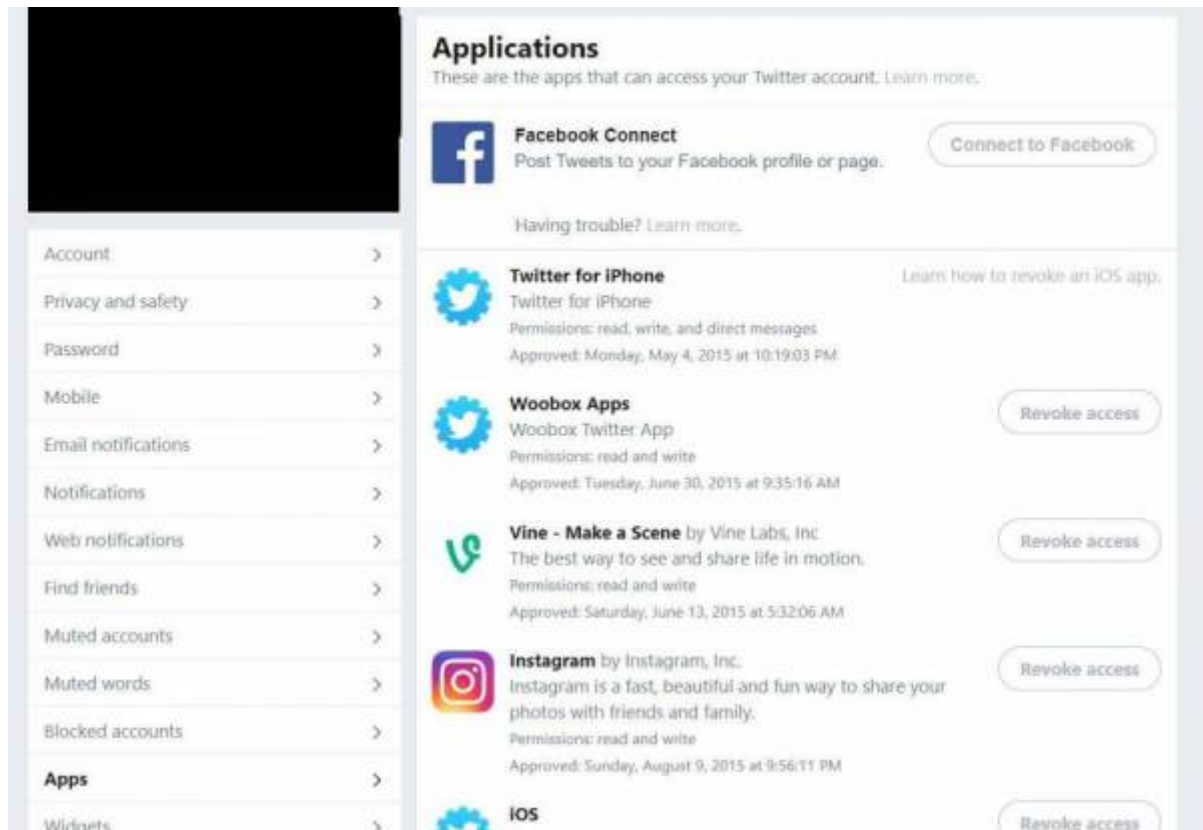 Account
Privacy and safety
Password
Mobile
Email notifications
Notifications
Web notifications
Find friends
Muted accounts
Muted words
Blocked accounts
Apps
Widgets
Applications
These are the apps that can access your Twitter account. Learn more.
Facebook Connect
Connect to Facebook
Post Tweets to your Facebook profile or page.
Having trouble? Learn more.
Twitter for iPhone
Learn how to revoke an iOS app.
Twitter for iPhone
Permissions: read, write, and direct messages
Approved: Monday, May 4, 2015 at 10:19:03 PM
Woobox Apps
Revoke access
Woobox Twitter App
Permissions: read and write
Approved: Tuesday, June 30, 2015 at 9:35:16 AM
Vine - Make a Scene by Vine Labs, Inc
Revoke access
The best way to see and share life in motion.
Permissions: read and write
Approved: Saturday, June 13, 2015 at 5:32:06 AM
Instagram by Instagram, Inc.
Revoke access
Instagram is a fast, beautiful and fun way to share your
photos with friends and family.
Permissions: read and write
Approved: Sunday, August 9, 2015 at 9:56:11 PM
iOS
Revoke access